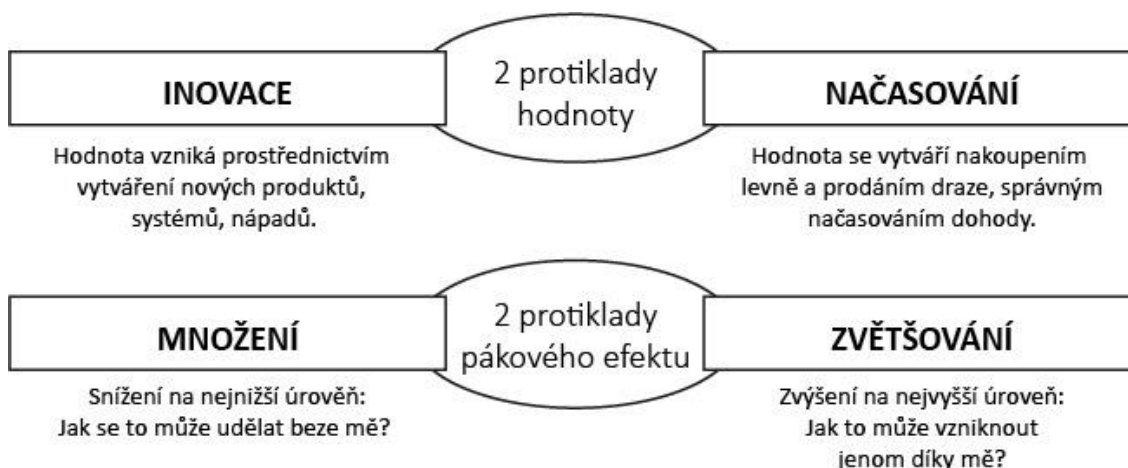 INOVACE
2 protiklady
hodnoty
NAČASOVÁNÍ
Hodnota vzniká prostřednictvím
vytváření nových produktů,
systémů, nápadů.
Hodnota se vytváří nakoupením
levně a prodáním draze, správným
načasováním dohody.
MNOŽENÍ
2 protiklady
pákového efektu
ZVĚTŠOVÁNÍ
Snížení na nejnižší úrověň:
Jak se to může udělat beze mě?
Zvýšení na nejvyšší úroveň:
Jak to může vzniknout
jenom díky mě?